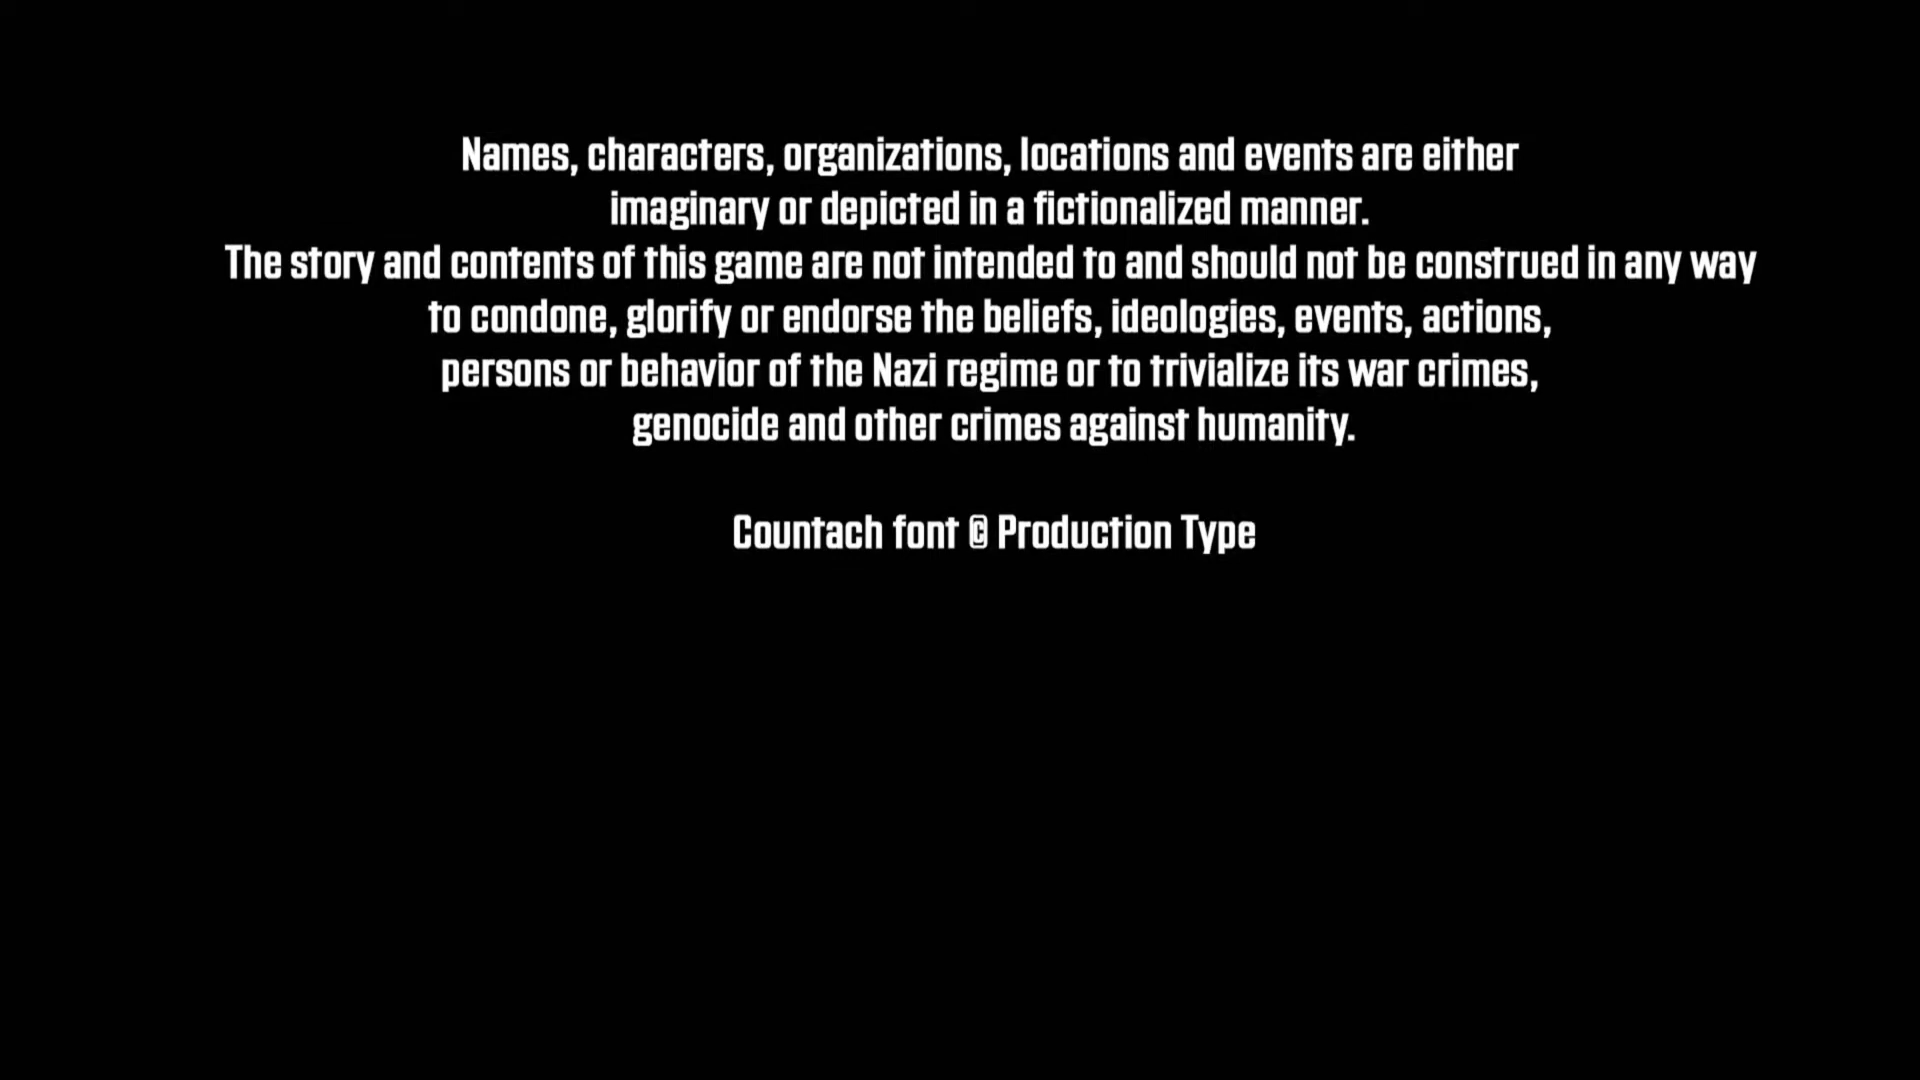 Names, characters, organizations, locations and events are either
imaginary or depicted in a fictionalized manner.
The story and contents of this game are not intended to and should not be construed in any way
to condone, glorify or endorse the beliefs, ideologies, events, actions,
persons or behavior of the Nazi regime or to trivialize its war crimes,
genocide and other crimes against humanity.
Countach font © Production Type